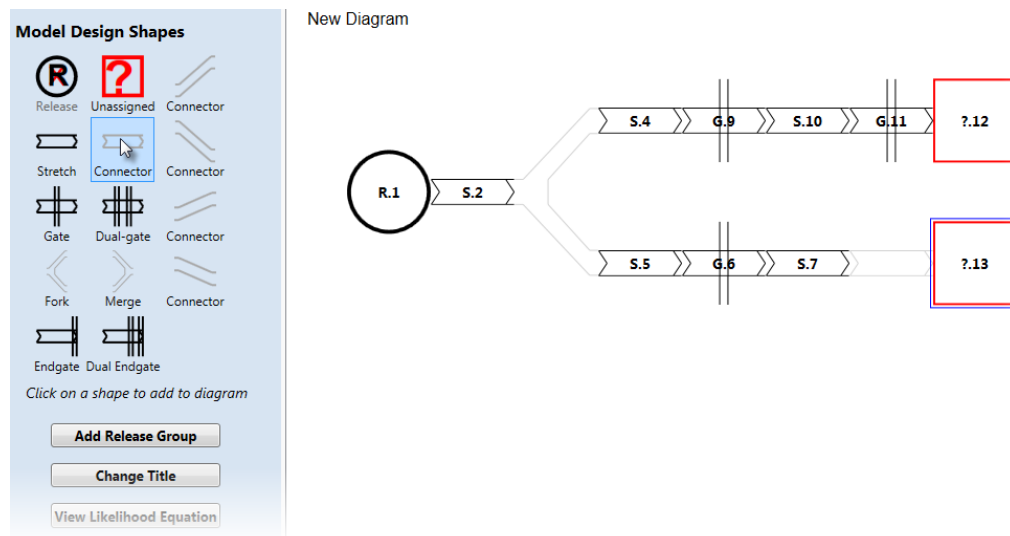 Model Design Shapes
R
?
Release
Unassigned
Connector
Stretch
Connector
Connector
Gate
Dual-gate
Connector
Fork
Merge
Connector
Endgate
Dual Endgate
Click on a shape to add to diagram
Add Release Group
Change Title
View Likelihood Equation
New Diagram
R.1
S.2
S.4
G.9
S.10
G.11
?.12
S.5
G.6
S.7
?.13